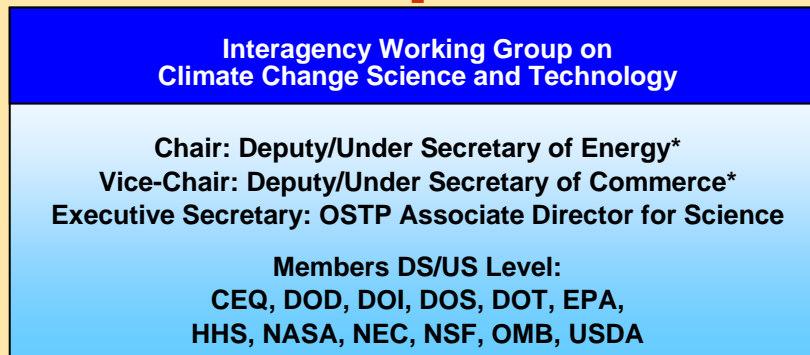 Interagency Working Group on
Climate Change Science and Technology
Chair: Deputy/Under Secretary of Energy*
Vice-Chair: Deputy/Under Secretary of Commerce*
Executive Secretary: OSTP Associate Director for Science
Members DS/US Level:
CEQ, DOD, DOI, DOS, DOT, EPA,
HHS, NASA, NEC, NSF, OMB, USDA